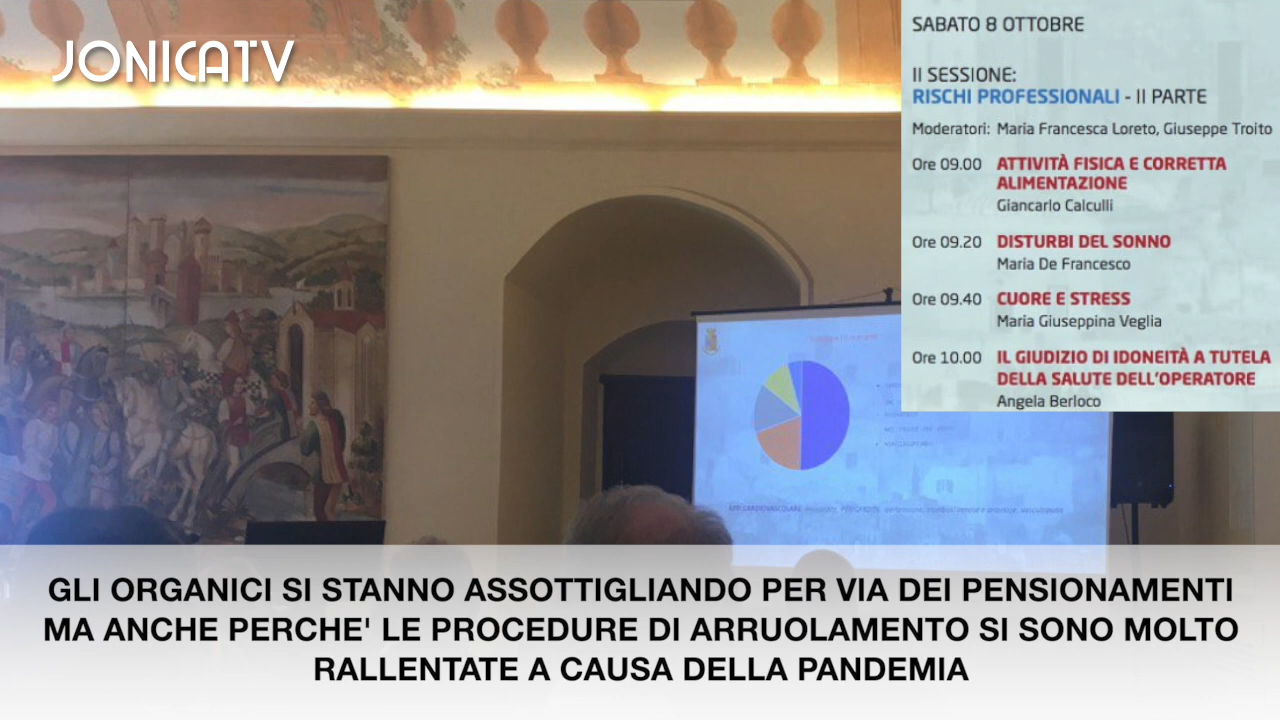 JONICATV
SABATO 8 OTTOBRE
II SESSIONE:
RISCHI PROFESSIONALI - II PARTE
Moderatori: Maria Francesca Loreto, Giuseppe Troito
Ore 09.00 ATTIVITÀ FISICA E CORRETTA
ALIMENTAZIONE
Giancarlo Calculli
Ore 09.20 DISTURBI DEL SONNO
Maria De Francesco
Ore 09.40 CUORE E STRESS
Maria Giuseppina Veglia
Ore 10.00 IL GIUDIZIO DI IDONEITÀ A TUTELA
DELLA SALUTE DELL'OPERATORE
Angela Berloco
GLI ORGANICI SI STANNO ASSOTTIGLIANDO PER VIA DEI PENSIONAMENTI
MA ANCHE PERCHE' LE PROCEDURE DI ARRUOLAMENTO SI SONO MOLTO
RALLENTATE A CAUSA DELLA PANDEMIA